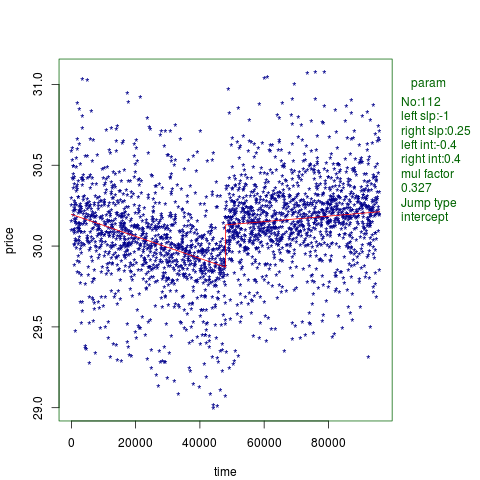 param
No:112
left slp:-1
right slp:0.25
left int:-0.4
right int:0.4
mul factor
0.327
Jump type
intercept
31.0
30.5
30.0
29.5
29.0
price
0 20000 40000 60000 80000
time